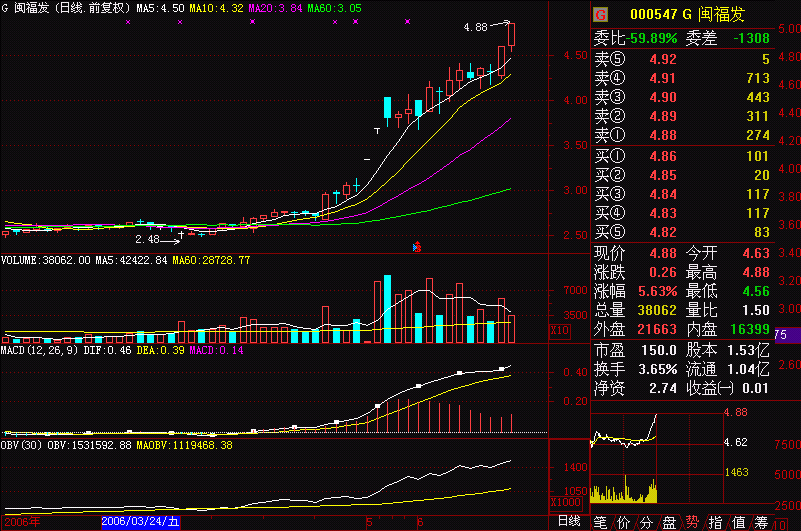 G 闽福发 (日线.前复权) MA5:4.50 MA10:4.32 MA20:3.84 MA60:3.05
4.88
4.50
4.00
3.50
3.00
2.50
2.48
VOLUME:38062.00 MA5:42422.84 MA60:28728.77
7000
3500
X10
MACD(12,26,9) DIF:0.46 DEA:0.39 MACD:0.14
0.40
0.20
OBV(30) OBV:1531592.88 MAOBV:1119468.38
1400
1050
X1000
2006年 2006/03/24/五 5 6 日线
G 000547 G 闽福发
委比 -59.89% 委差 -1308
卖⑤ 4.92 5
卖④ 4.91 713
卖③ 4.90 443
卖② 4.89 311
卖① 4.88 274
买① 4.86 101
买② 4.85 20
买③ 4.84 117
买④ 4.83 117
买⑤ 4.82 83
现价 4.88 今开 4.63
涨跌 0.26 最高 4.88
涨幅 5.63% 最低 4.56
总量 38062 量比 1.50
外盘 21663 内盘 16399
市盈 150.0 股本 1.53亿
换手 3.65% 流通 1.04亿
净资 2.74 收益㈠ 0.01
4.88
4.62
1463
笔 价 分 盘 势 指 值 筹
5.00
4.80
4.60
4.40
4.20
4.00
3.80
3.60
3.40
3.20
3.00
75
2.60
7500
5000
2500